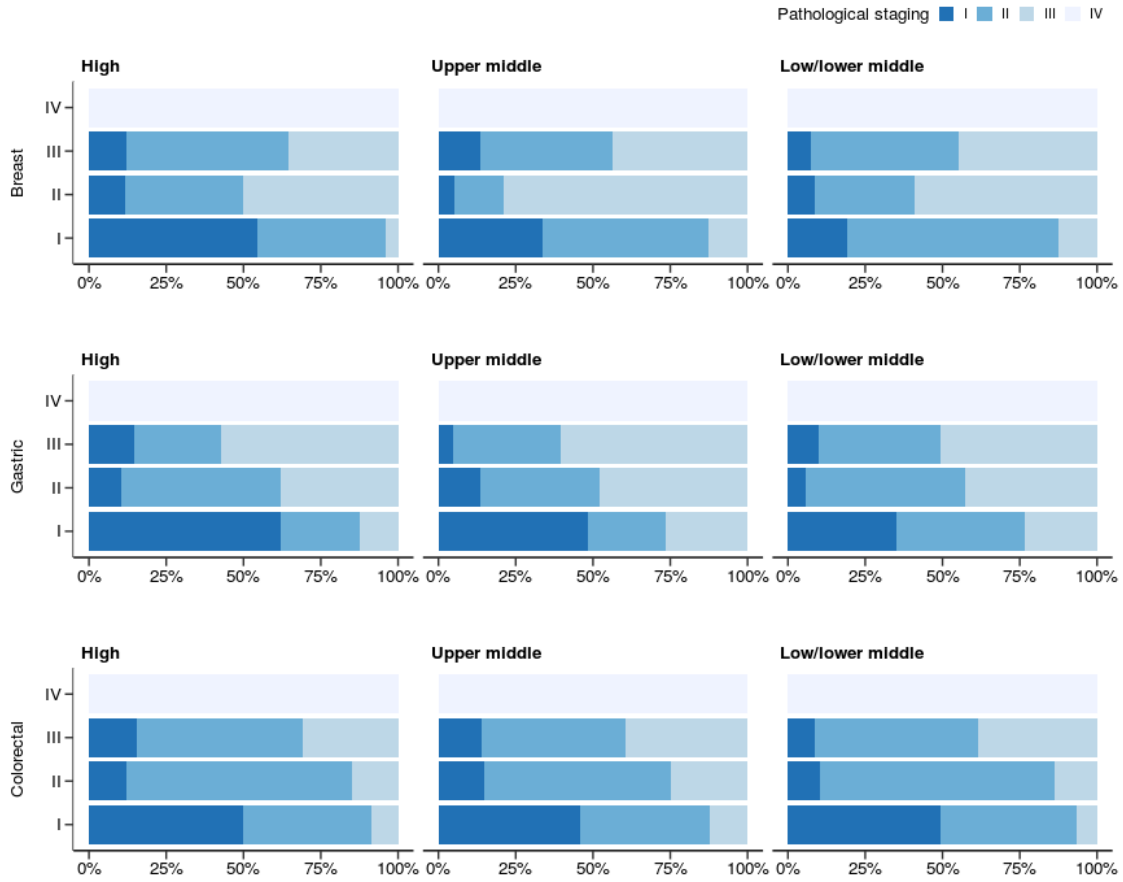 Pathological staging I II III IV
High Upper middle Low/lower middle
Breast
IV
III
II
I
0% 25% 50% 75% 100% 0% 25% 50% 75% 100% 0% 25% 50% 75% 100%
High Upper middle Low/lower middle
Gastric
IV
III
II
I
0% 25% 50% 75% 100% 0% 25% 50% 75% 100% 0% 25% 50% 75% 100%
High Upper middle Low/lower middle
Colorectal
IV
III
II
I
0% 25% 50% 75% 100% 0% 25% 50% 75% 100% 0% 25% 50% 75% 100%